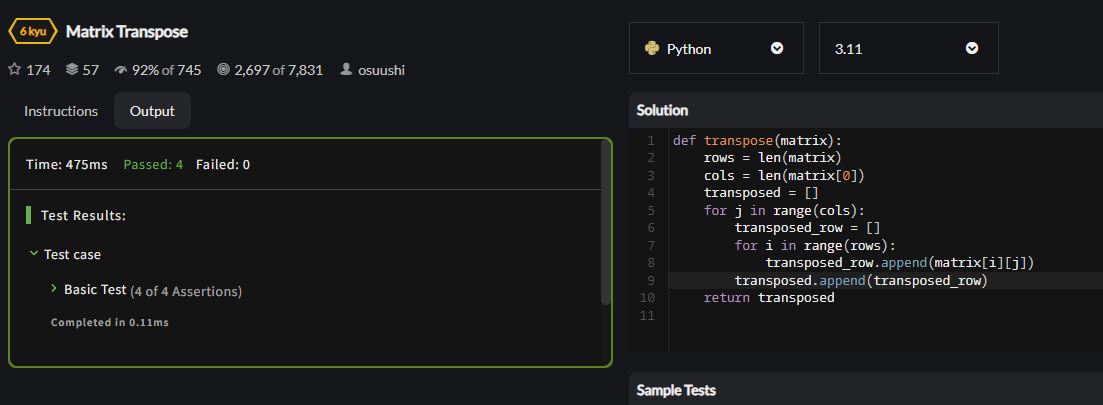 6 kyu Matrix Transpose
174 57 92% of 745 2,697 of 7,831 osuushi
Instructions Output
Time: 475ms Passed: 4 Failed: 0
Test Results:
Test case
Basic Test (4 of 4 Assertions)
Completed in 0.11ms
Python 3.11
Solution
1 def transpose(matrix):
2     rows = len(matrix)
3     cols = len(matrix[0])
4     transposed = []
5     for j in range(cols):
6         transposed_row = []
7         for i in range(rows):
8             transposed_row.append(matrix[i][j])
9         transposed.append(transposed_row)
10     return transposed
11
Sample Tests